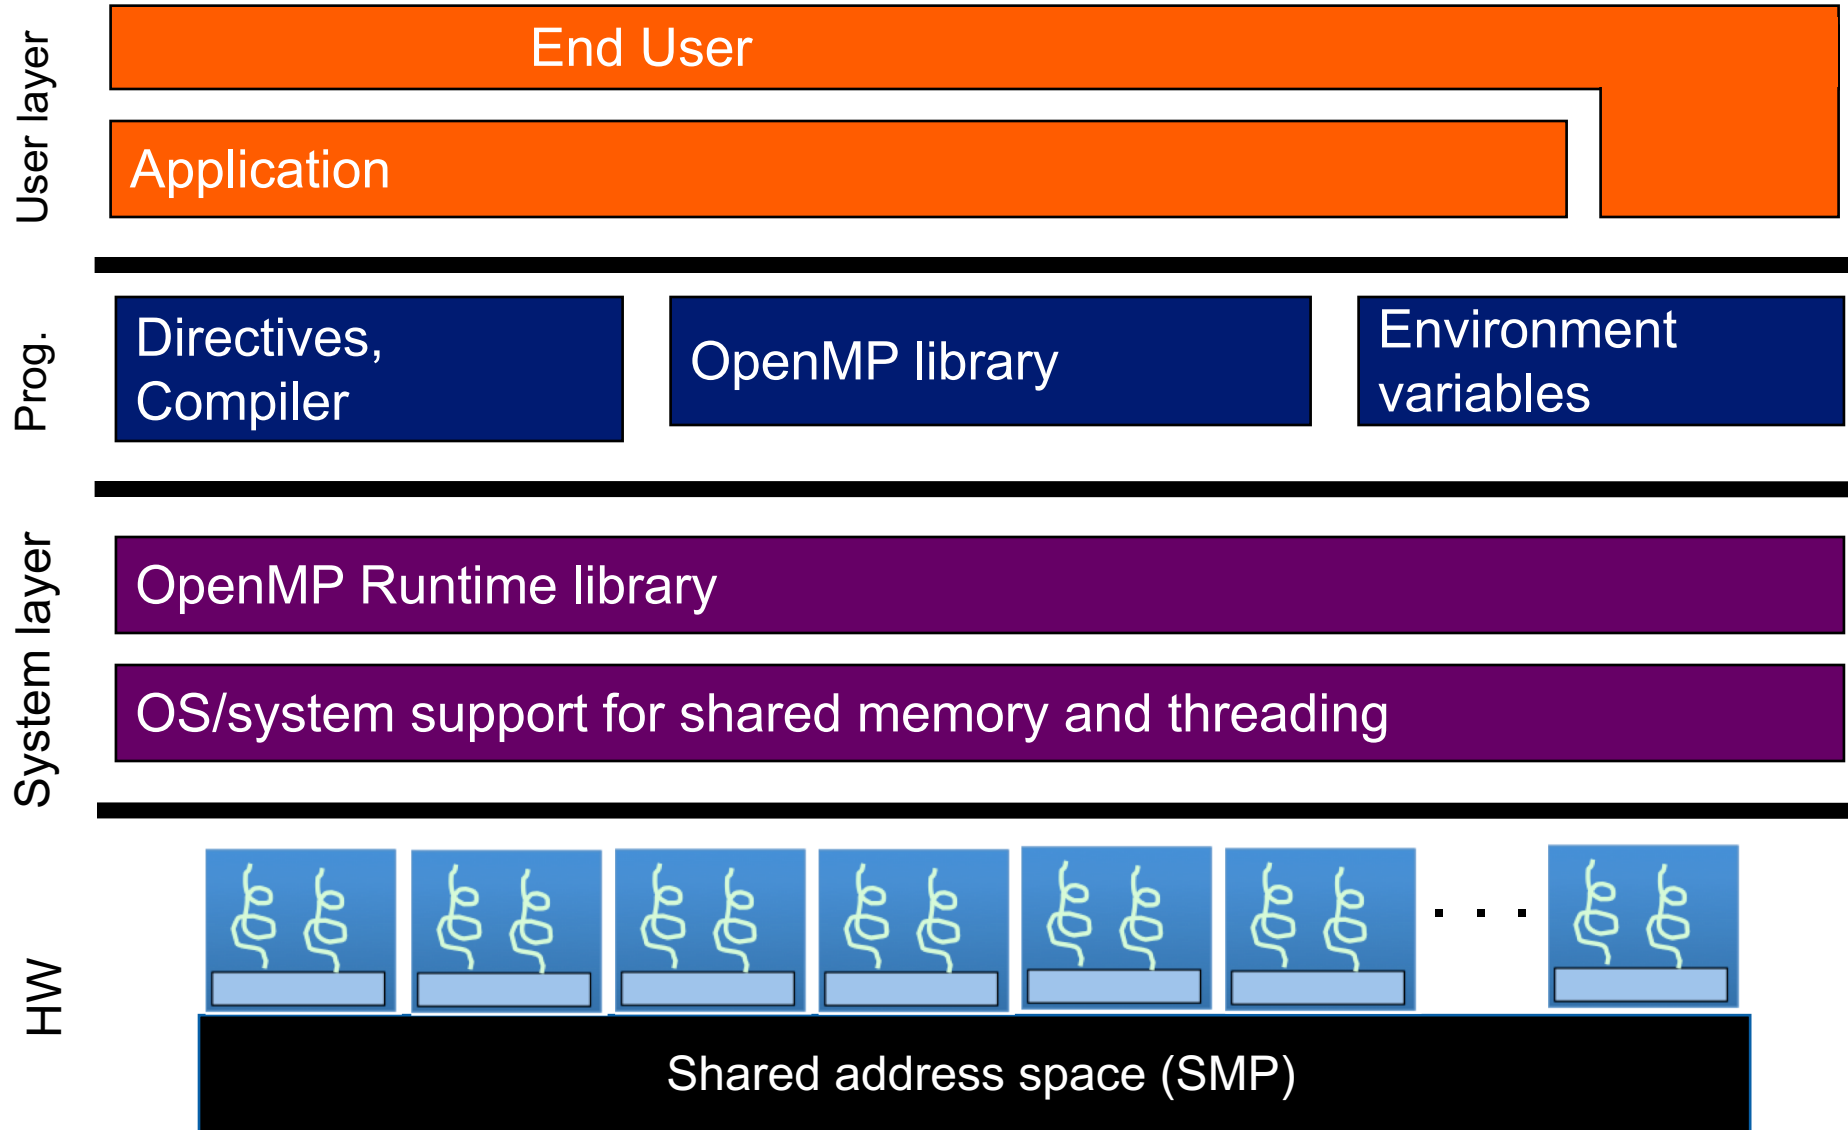 User layer
End User
Application
Prog.
Directives,
Compiler
OpenMP library
Environment
variables
System layer
OpenMP Runtime library
OS/system support for shared memory and threading
HW
. . .
Shared address space (SMP)